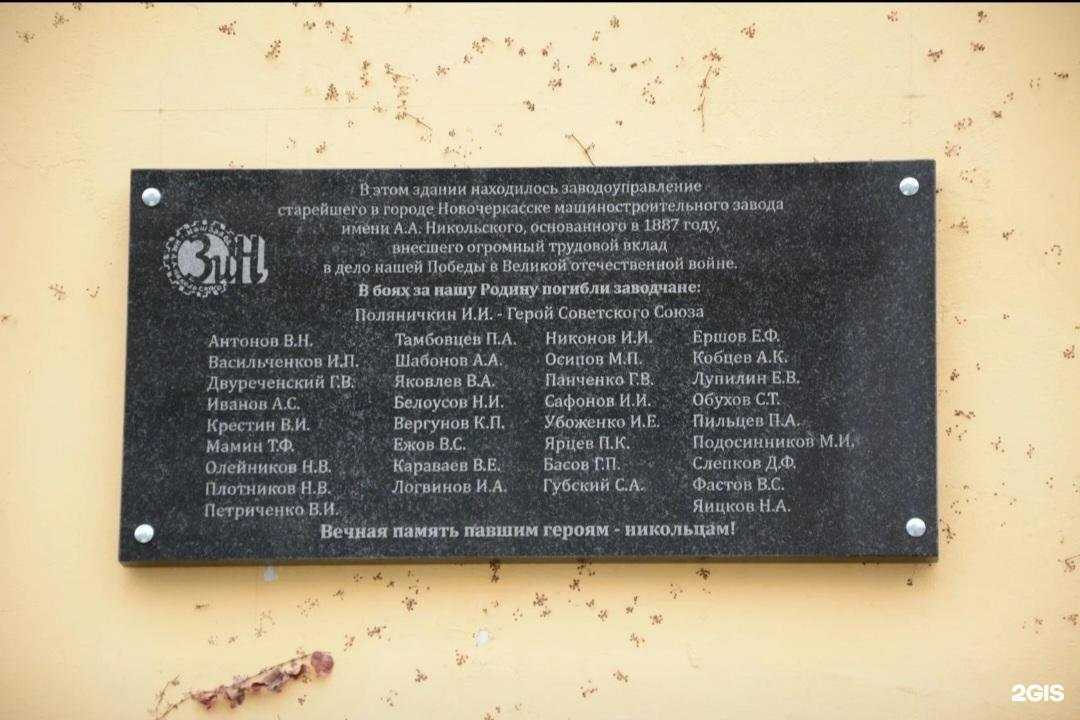 В этом здании находилось заводоуправление
старейшего в городе Новочеркасске машиностроительного завода
имени А.А. Никольского, основанного в 1887 году,
внесшего огромный трудовой вклад
в дело нашей Победы в Великой отечественной войне.
В боях за нашу Родину погибли заводчане:
Поляничкин И.И. - Герой Советского Союза
Антонов В.Н.
Васильченков И.П.
Двуреченский Г.В.
Иванов А.С.
Крестин В.И.
Мамин Т.Ф.
Олейников Н.В.
Плотников Н.В.
Петриченко В.И.
Тамбовцев П.А.
Шабонов А.А.
Яковлев В.А.
Белоусов Н.И.
Вергунов К.П.
Ежов В.С.
Караваев В.Е.
Логвинов И.А.
Никонов И.И.
Осипов М.П.
Панченко Г.В.
Сафонов И.И.
Убоженко И.Е.
Ярцев П.К.
Басов Г.П.
Губский С.А.
Ершов Е.Ф.
Кобцев А.К.
Лупилин Е.В.
Обухов С.Т.
Пильцев П.А.
Подосинников М.И.
Слепков Д.Ф.
Фастов В.С.
Яицков Н.А.
Вечная память павшим героям - никольцам!
2GIS